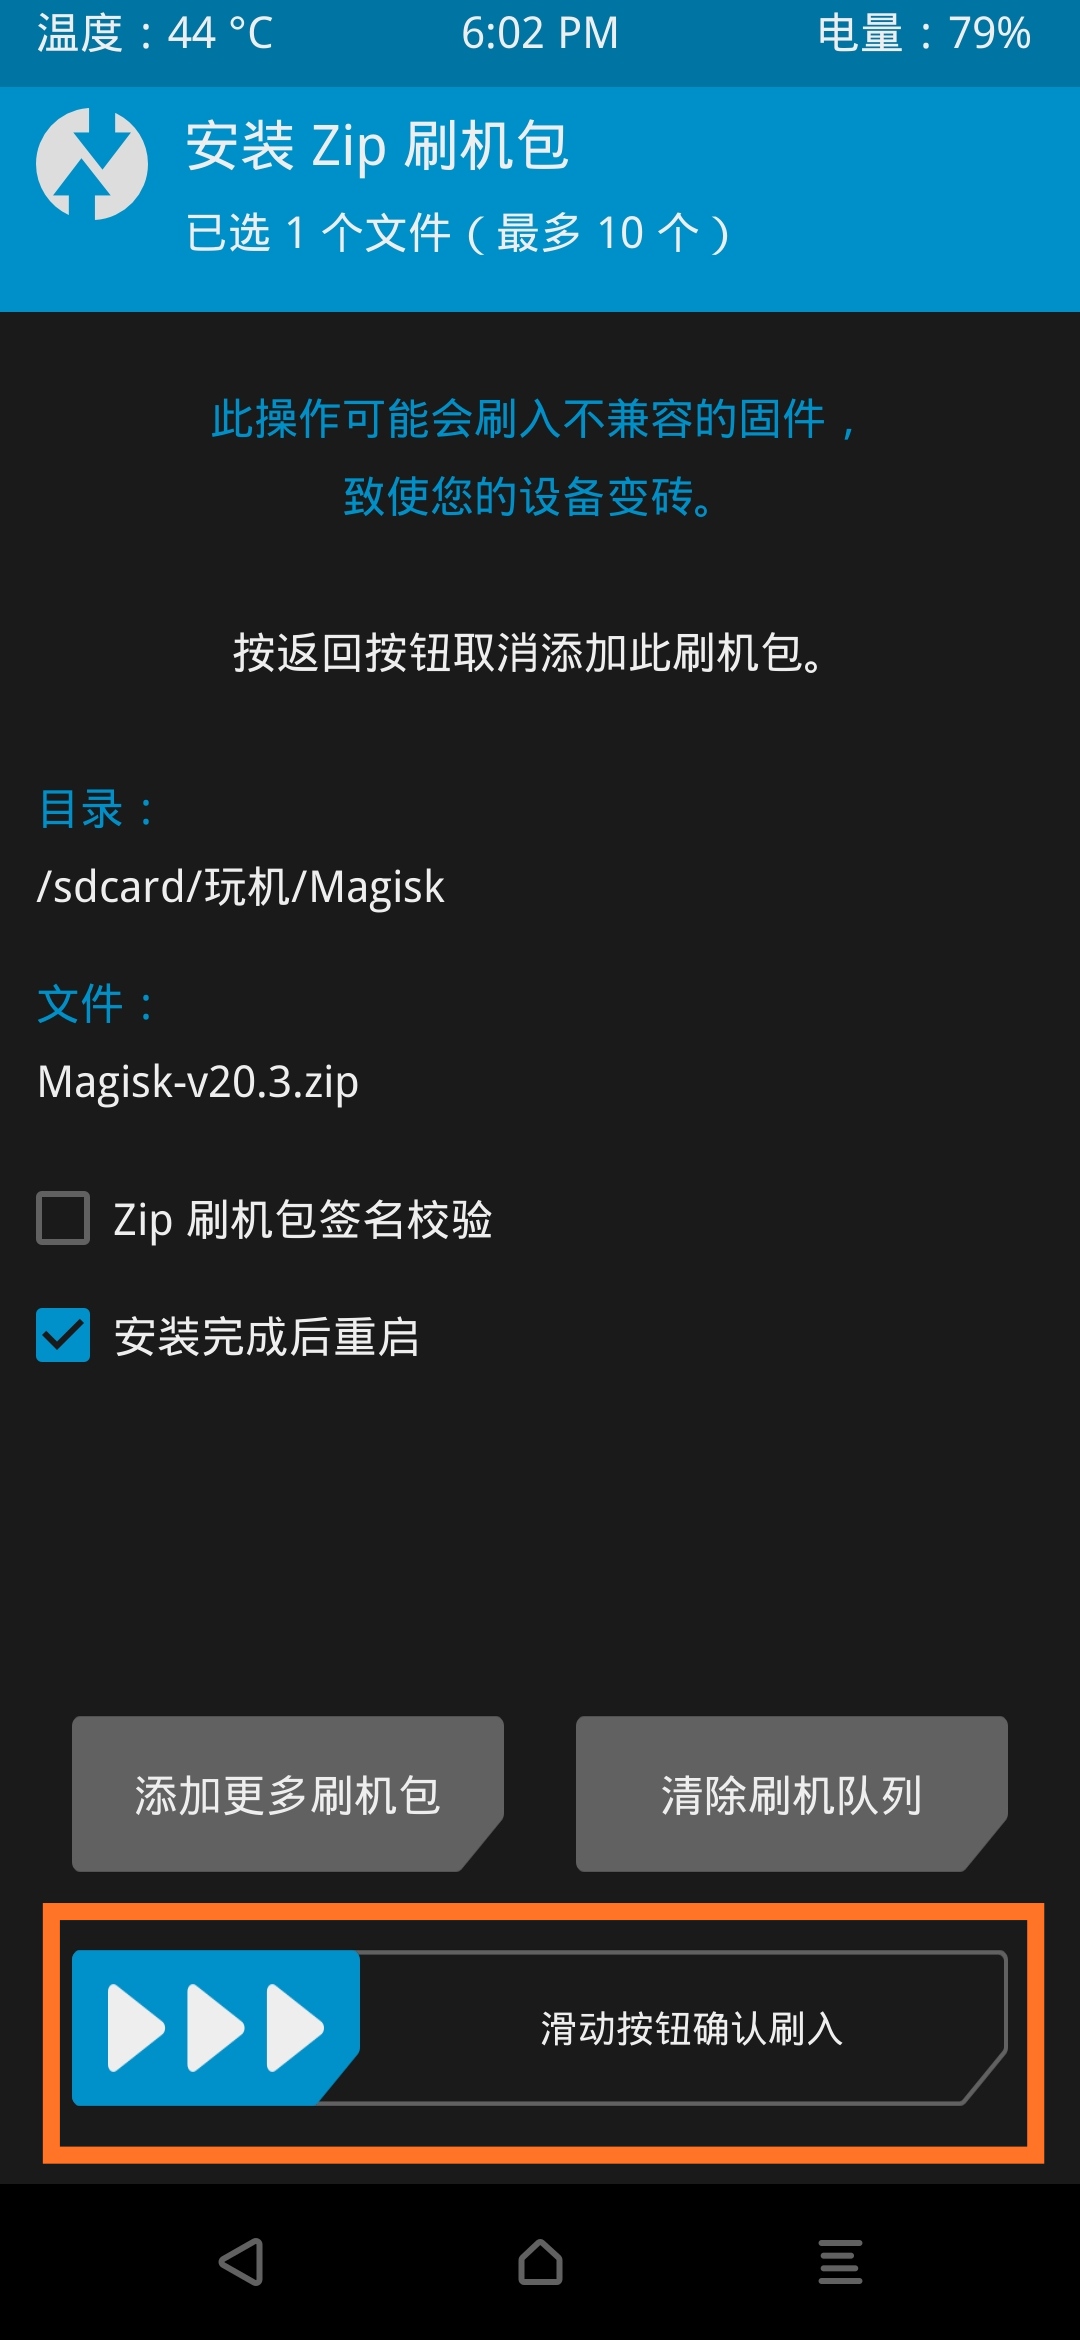 温度：44 °C 6:02 PM 电量：79%
安装 Zip 刷机包
已选 1 个文件（最多 10 个）
此操作可能会刷入不兼容的固件，
致使您的设备变砖。
按返回按钮取消添加此刷机包。
目录：
/sdcard/玩机/Magisk
文件：
Magisk-v20.3.zip
Zip 刷机包签名校验
安装完成后重启
添加更多刷机包 清除刷机队列
滑动按钮确认刷入